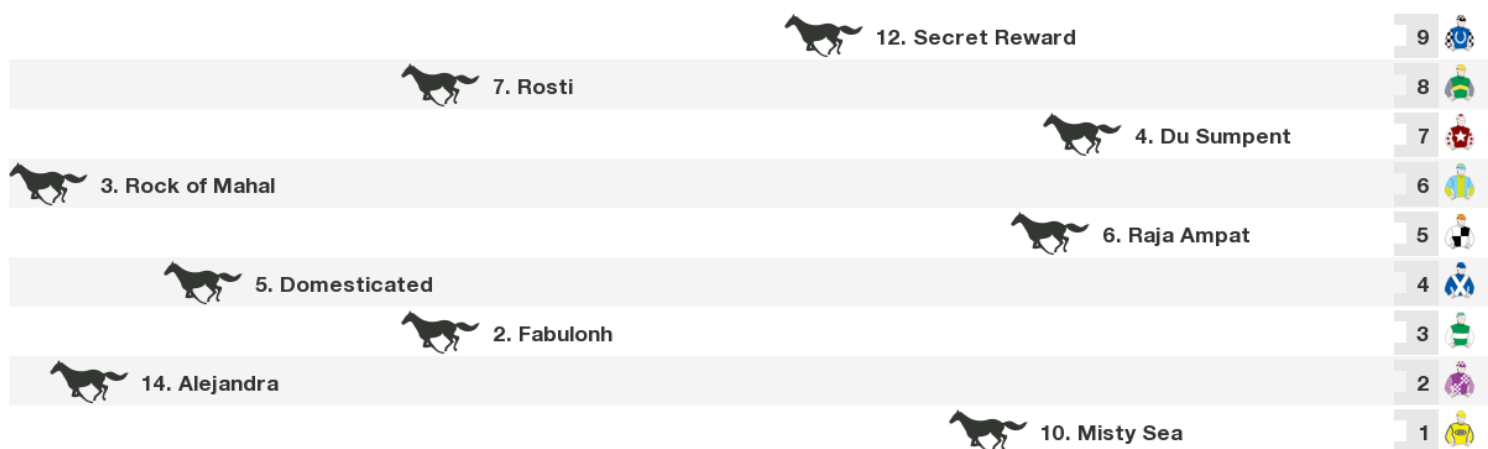 12. Secret Reward 9
7. Rosti 8
4. Du Sumpent 7
3. Rock of Mahal 6
6. Raja Ampat 5
5. Domesticated 4
2. Fabulonh 3
14. Alejandra 2
10. Misty Sea 1